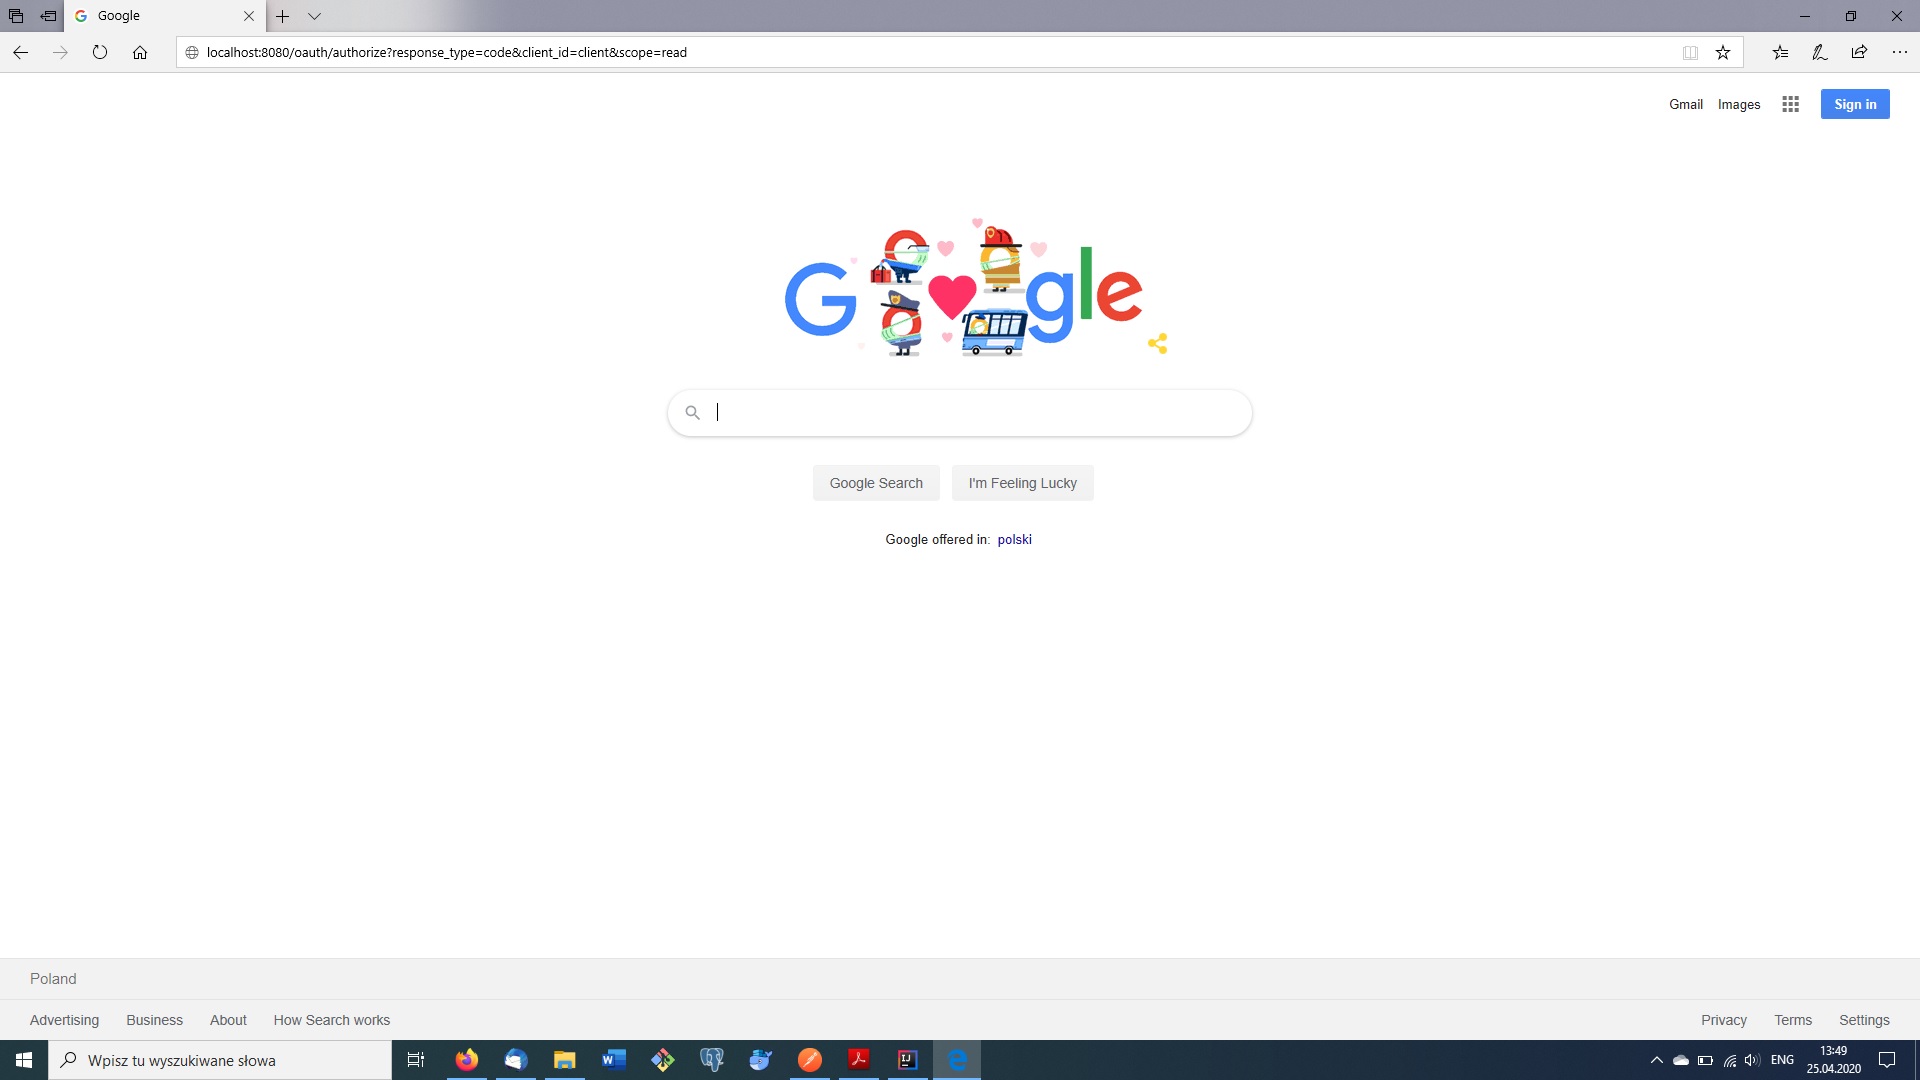 Google
localhost:8080/oauth/authorize?response_type=code&client_id=client&scope=read
Gmail Images Sign in
Google
Google Search I'm Feeling Lucky
Google offered in: polski
Poland
Advertising Business About How Search works Privacy Terms Settings
Wpisz tu wyszukiwane słowa ENG 13:49
25.04.2020